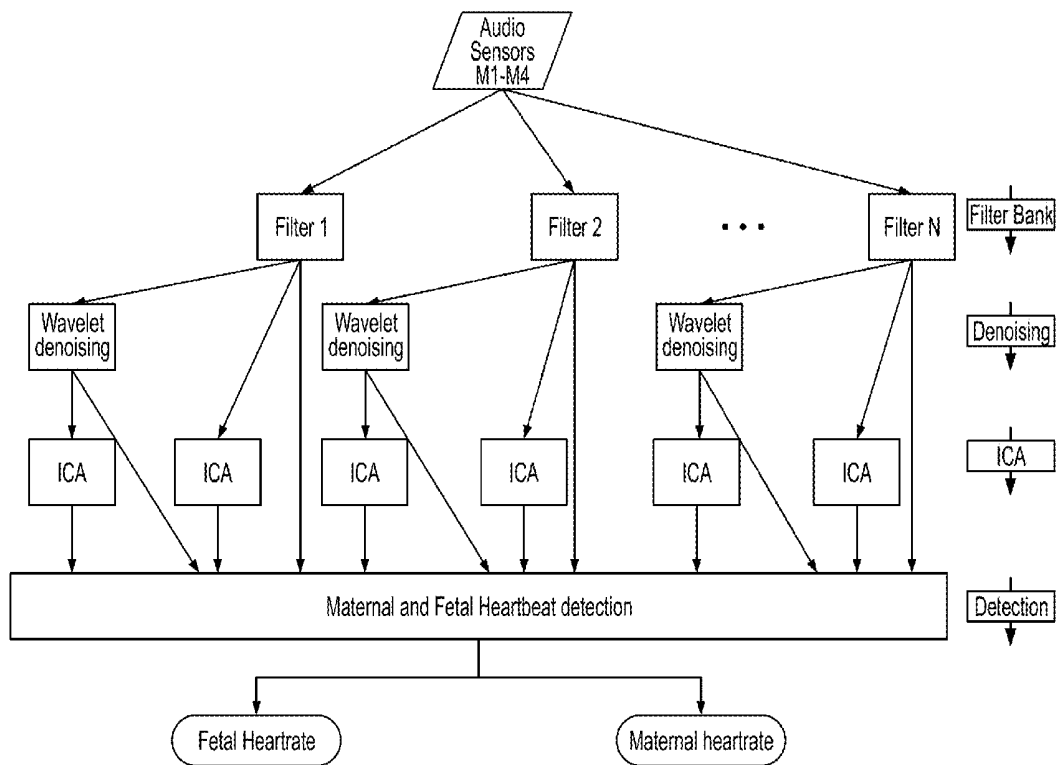 Audio
Sensors
M1-M4
Filter 1
Filter 2
• • •
Filter N
Filter Bank
Wavelet
denoising
Wavelet
denoising
Wavelet
denoising
Denoising
ICA
ICA
ICA
ICA
ICA
ICA
ICA
Maternal and Fetal Heartbeat detection
Detection
Fetal Heartrate
Maternal heartrate